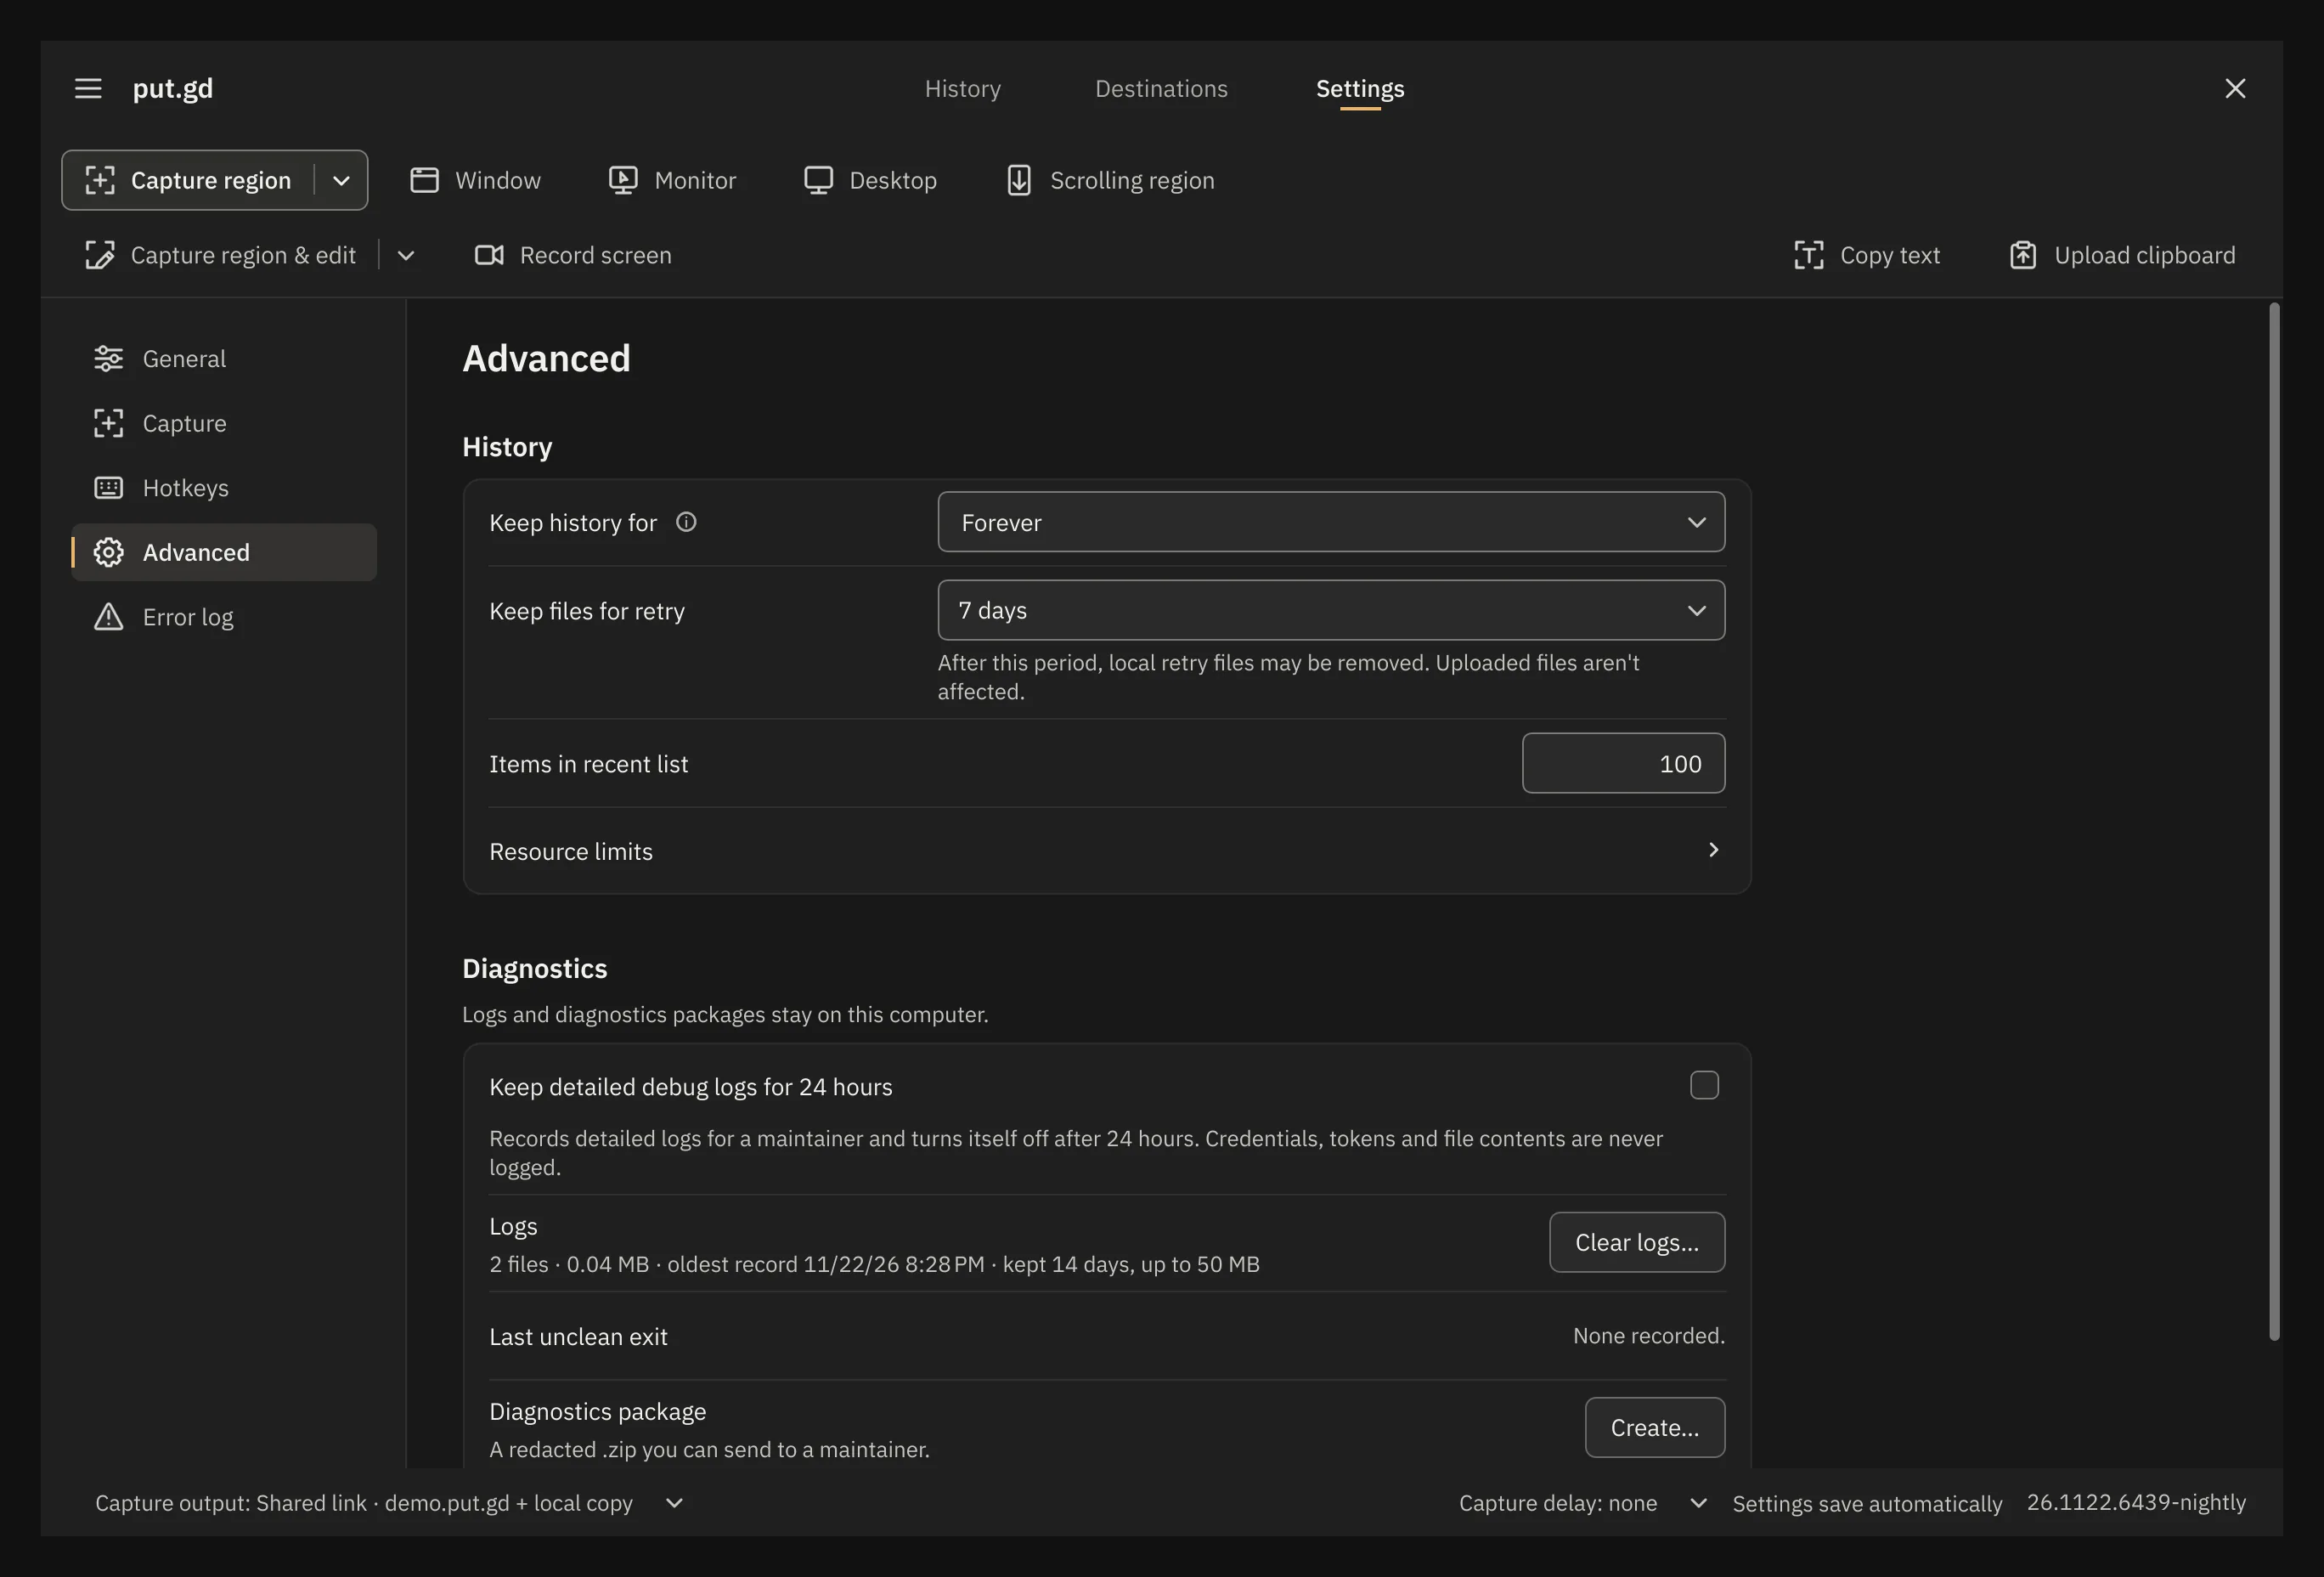 put.gd
History
Destinations
Settings
Capture region
Window
Monitor
Desktop
Scrolling region
Capture region & edit
Record screen
Copy text
Upload clipboard
General
Capture
Hotkeys
Advanced
Error log
Advanced
History
Keep history for
Forever
Keep files for retry
7 days
After this period, local retry files may be removed. Uploaded files aren't
affected.
Items in recent list
100
Resource limits
Diagnostics
Logs and diagnostics packages stay on this computer.
Keep detailed debug logs for 24 hours
Records detailed logs for a maintainer and turns itself off after 24 hours. Credentials, tokens and file contents are never
logged.
Logs
2 files · 0.04 MB · oldest record 11/22/26 8:28 PM · kept 14 days, up to 50 MB
Clear logs...
Last unclean exit
None recorded.
Diagnostics package
A redacted .zip you can send to a maintainer.
Create...
Capture output: Shared link · demo.put.gd + local copy
Capture delay: none
Settings save automatically
26.1122.6439-nightly